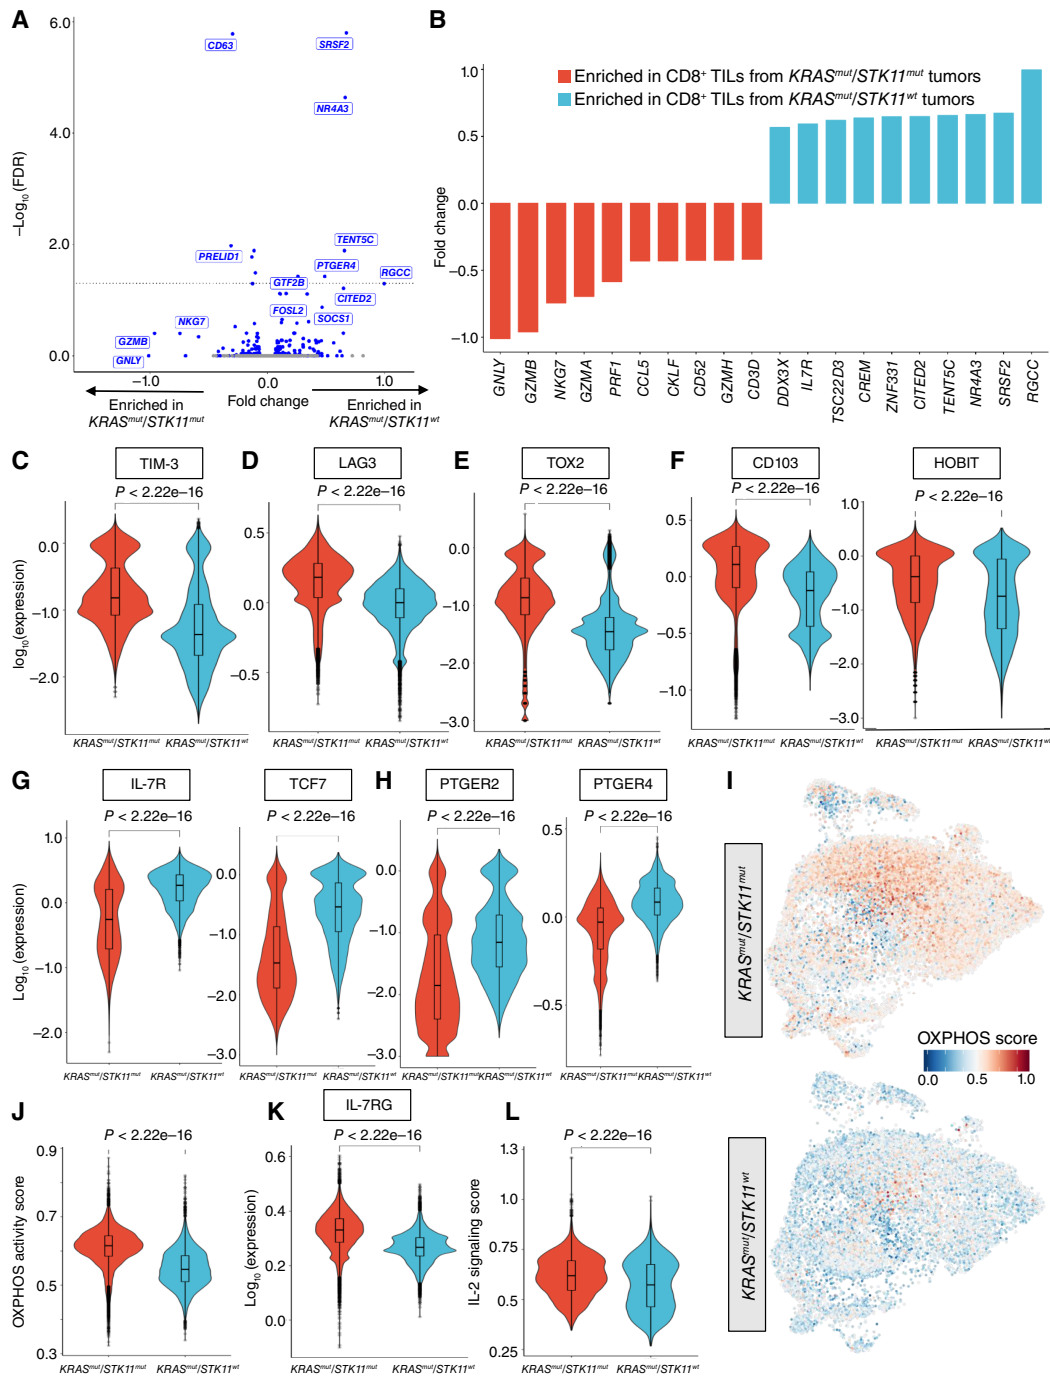 A
−Log10(FDR)
6.0
4.0
2.0
0.0
CD63
SRSF2
NR4A3
TENT5C
PRELID1
PTGER4
RGCC
GTF2B
CITED2
FOSL2
SOCS1
NKG7
GZMB
GNLY
−1.0
0.0
1.0
Fold change
Enriched in
KRASmut/STK11mut
Enriched in
KRASmut/STK11wt
B
Enriched in CD8+ TILs from KRASmut/STK11mut tumors
Enriched in CD8+ TILs from KRASmut/STK11wt tumors
Fold change
1.0
0.5
0.0
−0.5
−1.0
GNLY
GZMB
NKG7
GZMA
PRF1
CCL5
CKLF
CD52
GZMH
CD3D
DDX3X
IL7R
TSC22D3
CREM
ZNF331
CITED2
TENT5C
NR4A3
SRSF2
RGCC
C
TIM-3
P < 2.22e−16
log10(expression)
0.0
−1.0
−2.0
KRASmut/STK11mut
KRASmut/STK11wt
D
LAG3
P < 2.22e−16
0.5
0.0
−0.5
KRASmut/STK11mut
KRASmut/STK11wt
E
TOX2
P < 2.22e−16
0.0
−1.0
−2.0
−3.0
KRASmut/STK11mut
KRASmut/STK11wt
F
CD103
P < 2.22e−16
0.5
0.0
−0.5
−1.0
KRASmut/STK11mut
KRASmut/STK11wt
HOBIT
P < 2.22e−16
1.0
0.0
−1.0
−2.0
−3.0
KRASmut/STK11mut
KRASmut/STK11wt
G
IL-7R
P < 2.22e−16
Log10(expression)
1.0
0.0
−1.0
−2.0
KRASmut/STK11mut
KRASmut/STK11wt
TCF7
P < 2.22e−16
0.0
−1.0
−2.0
−3.0
KRASmut/STK11mut
KRASmut/STK11wt
H
PTGER2
P < 2.22e−16
0.0
−1.0
−2.0
−3.0
KRASmut/STK11mut
KRASmut/STK11wt
PTGER4
P < 2.22e−16
0.5
0.0
−0.5
KRASmut/STK11mut
KRASmut/STK11wt
I
KRASmut/STK11mut
OXPHOS score
0.0
0.5
1.0
KRASmut/STK11wt
J
P < 2.22e−16
OXPHOS activity score
0.9
0.7
0.5
0.3
KRASmut/STK11mut
KRASmut/STK11wt
K
IL-7RG
P < 2.22e−16
Log10(expression)
0.6
0.4
0.2
0.0
KRASmut/STK11mut
KRASmut/STK11wt
L
P < 2.22e−16
IL-2 signaling score
1.3
1.0
0.75
0.5
0.25
KRASmut/STK11mut
KRASmut/STK11wt